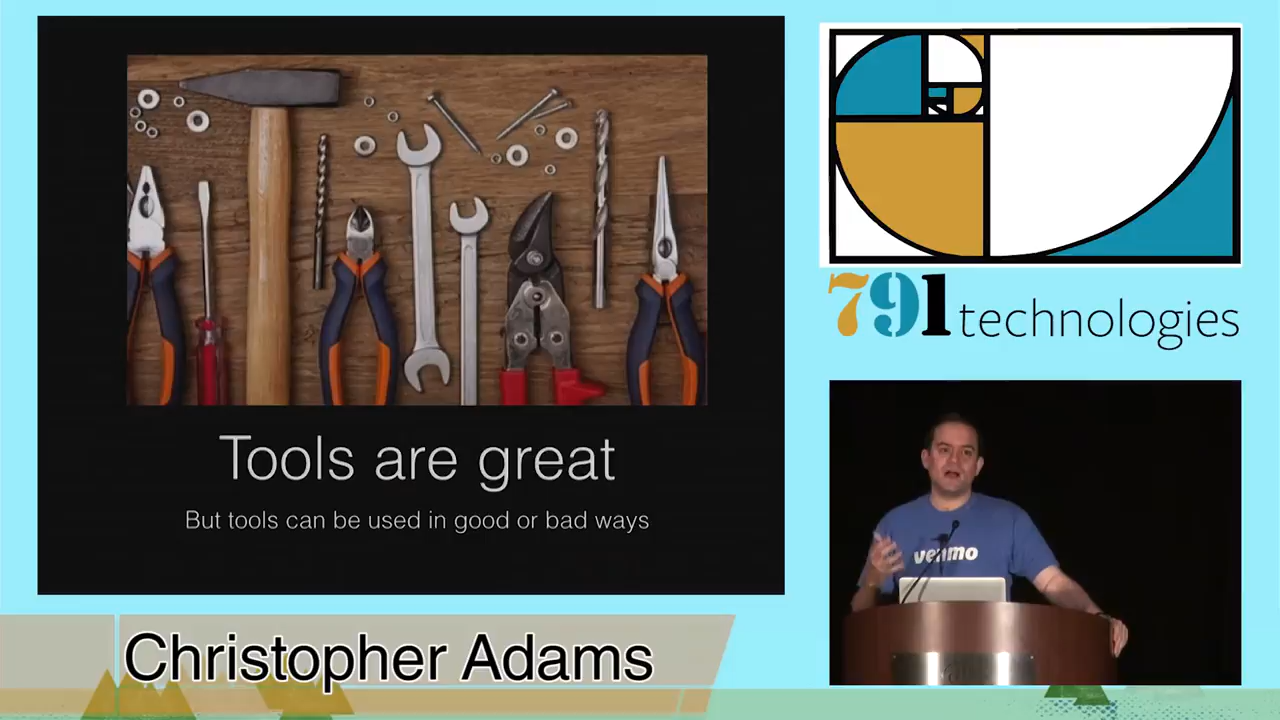 Tools are great
But tools can be used in good or bad ways
791 technologies
venmo
Christopher Adams